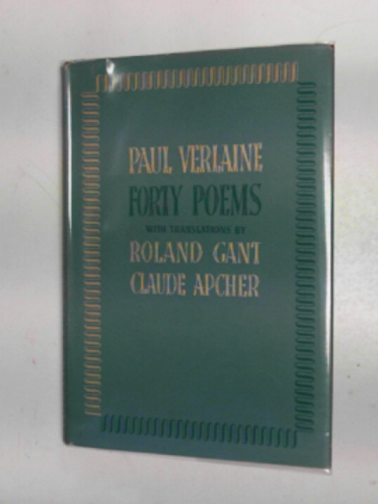 PAUL VERLAINE
FORTY POEMS
WITH TRANSLATIONS BY
ROLAND GANT
CLAUDE APCHER